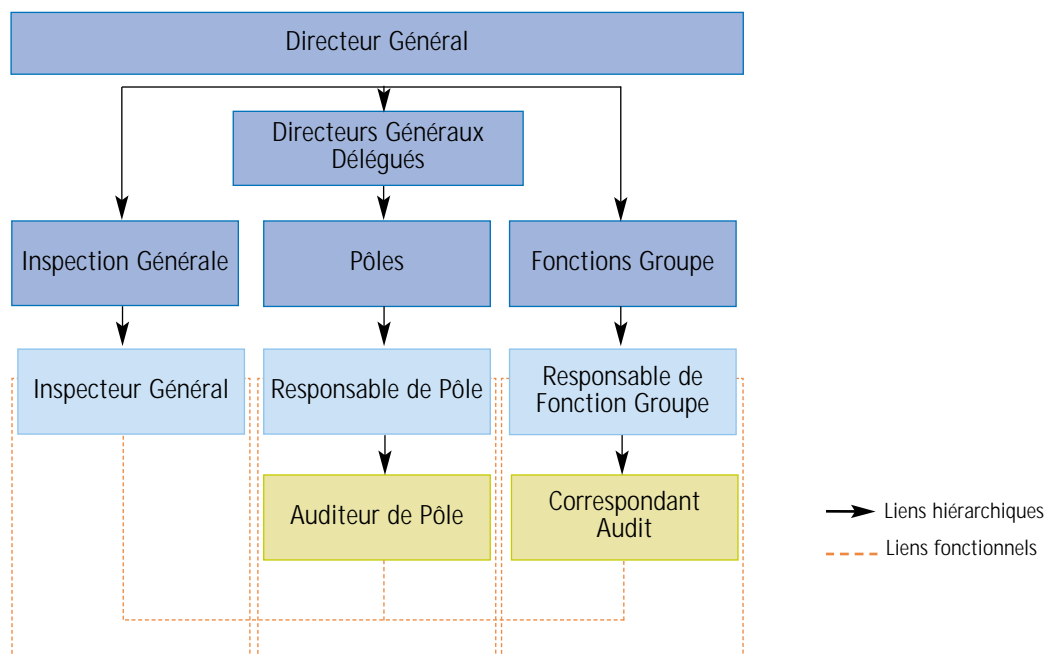 Directeur Général
Directeurs Généraux
Délégués
Inspection Générale
Pôles
Fonctions Groupe
Inspecteur Général
Responsable de Pôle
Responsable de
Fonction Groupe
Auditeur de Pôle
Correspondant
Audit
Liens hiérarchiques
Liens fonctionnels